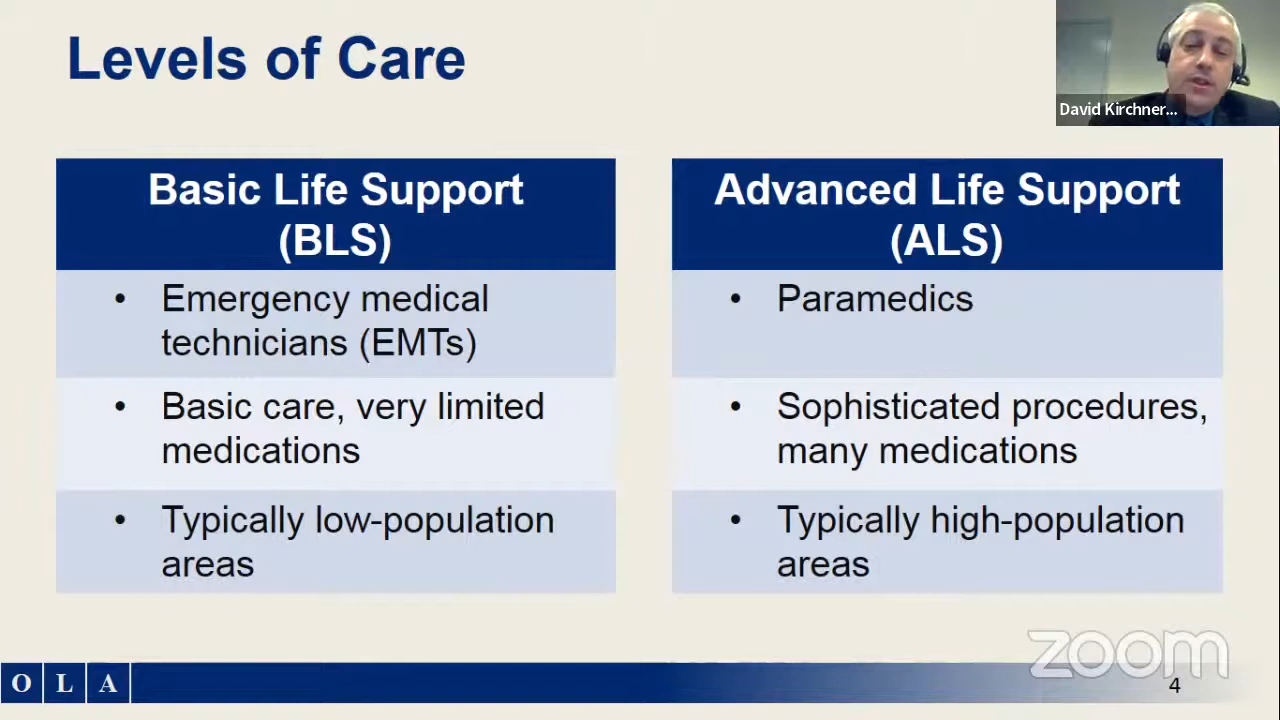 Levels of Care
David Kirchner...
Basic Life Support
(BLS)
• Emergency medical
technicians (EMTs)
• Basic care, very limited
medications
• Typically low-population
areas
Advanced Life Support
(ALS)
• Paramedics
• Sophisticated procedures,
many medications
• Typically high-population
areas
zoom
O L A
4